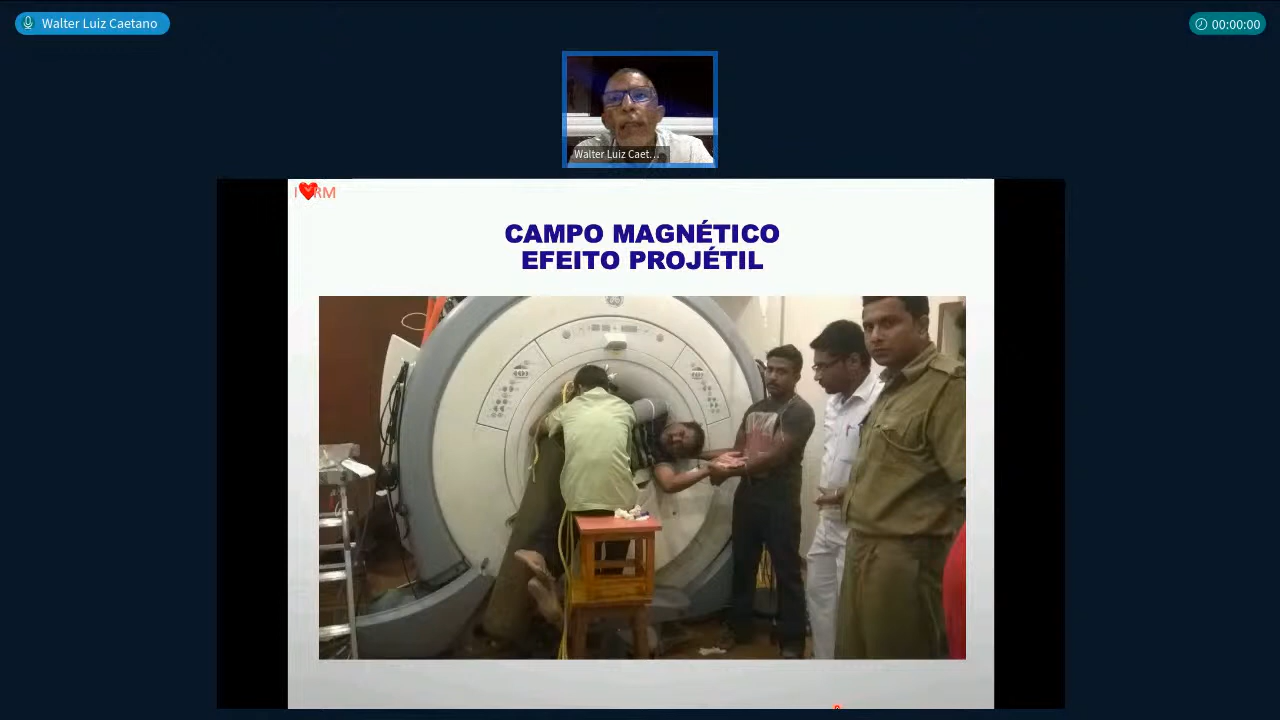 Walter Luiz Caetano
00:00:00
Walter Luiz Caet...
I ❤RM
CAMPO MAGNÉTICO
EFEITO PROJÉTIL